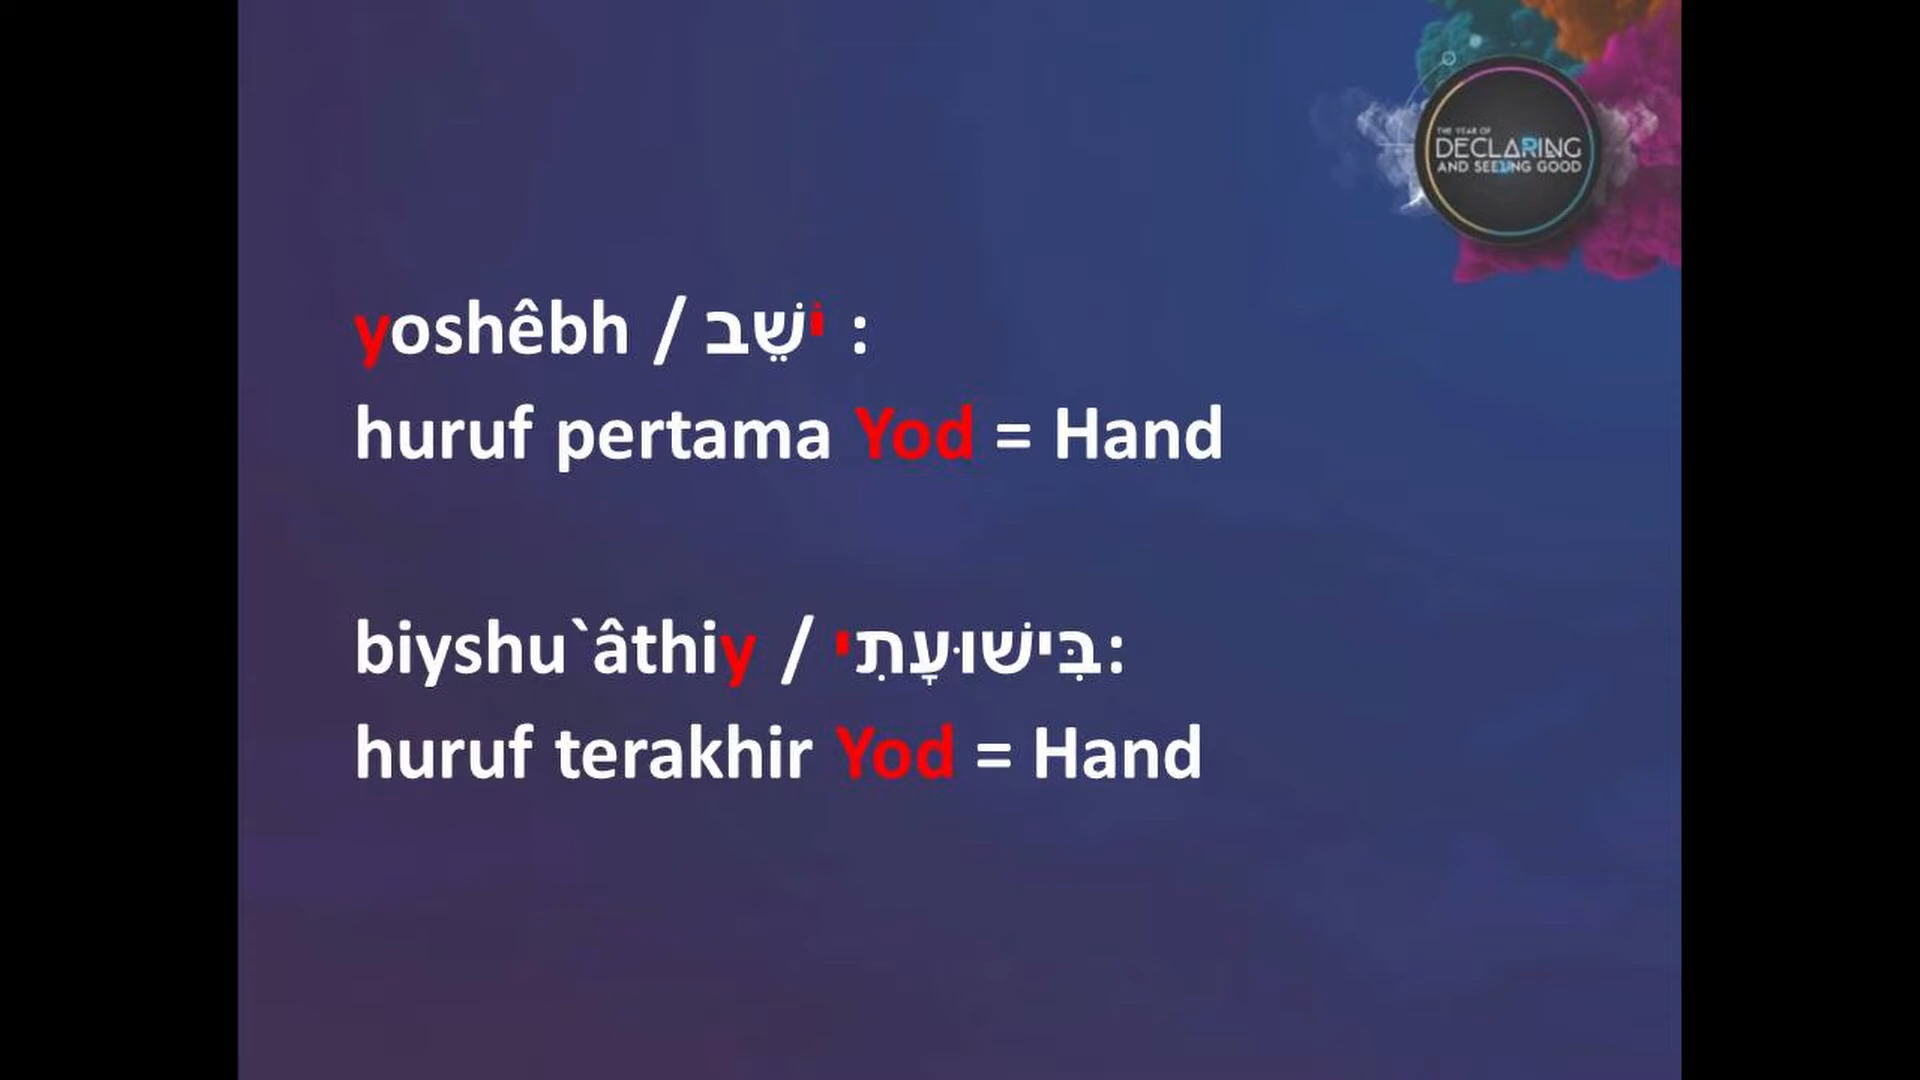 THE YEAR OF
DECLARING
AND SEEING GOOD
yoshêbh / יֹשֵׁב :
huruf pertama Yod = Hand
biyshu`âthiy / בִּישׁוּעָתִי:
huruf terakhir Yod = Hand